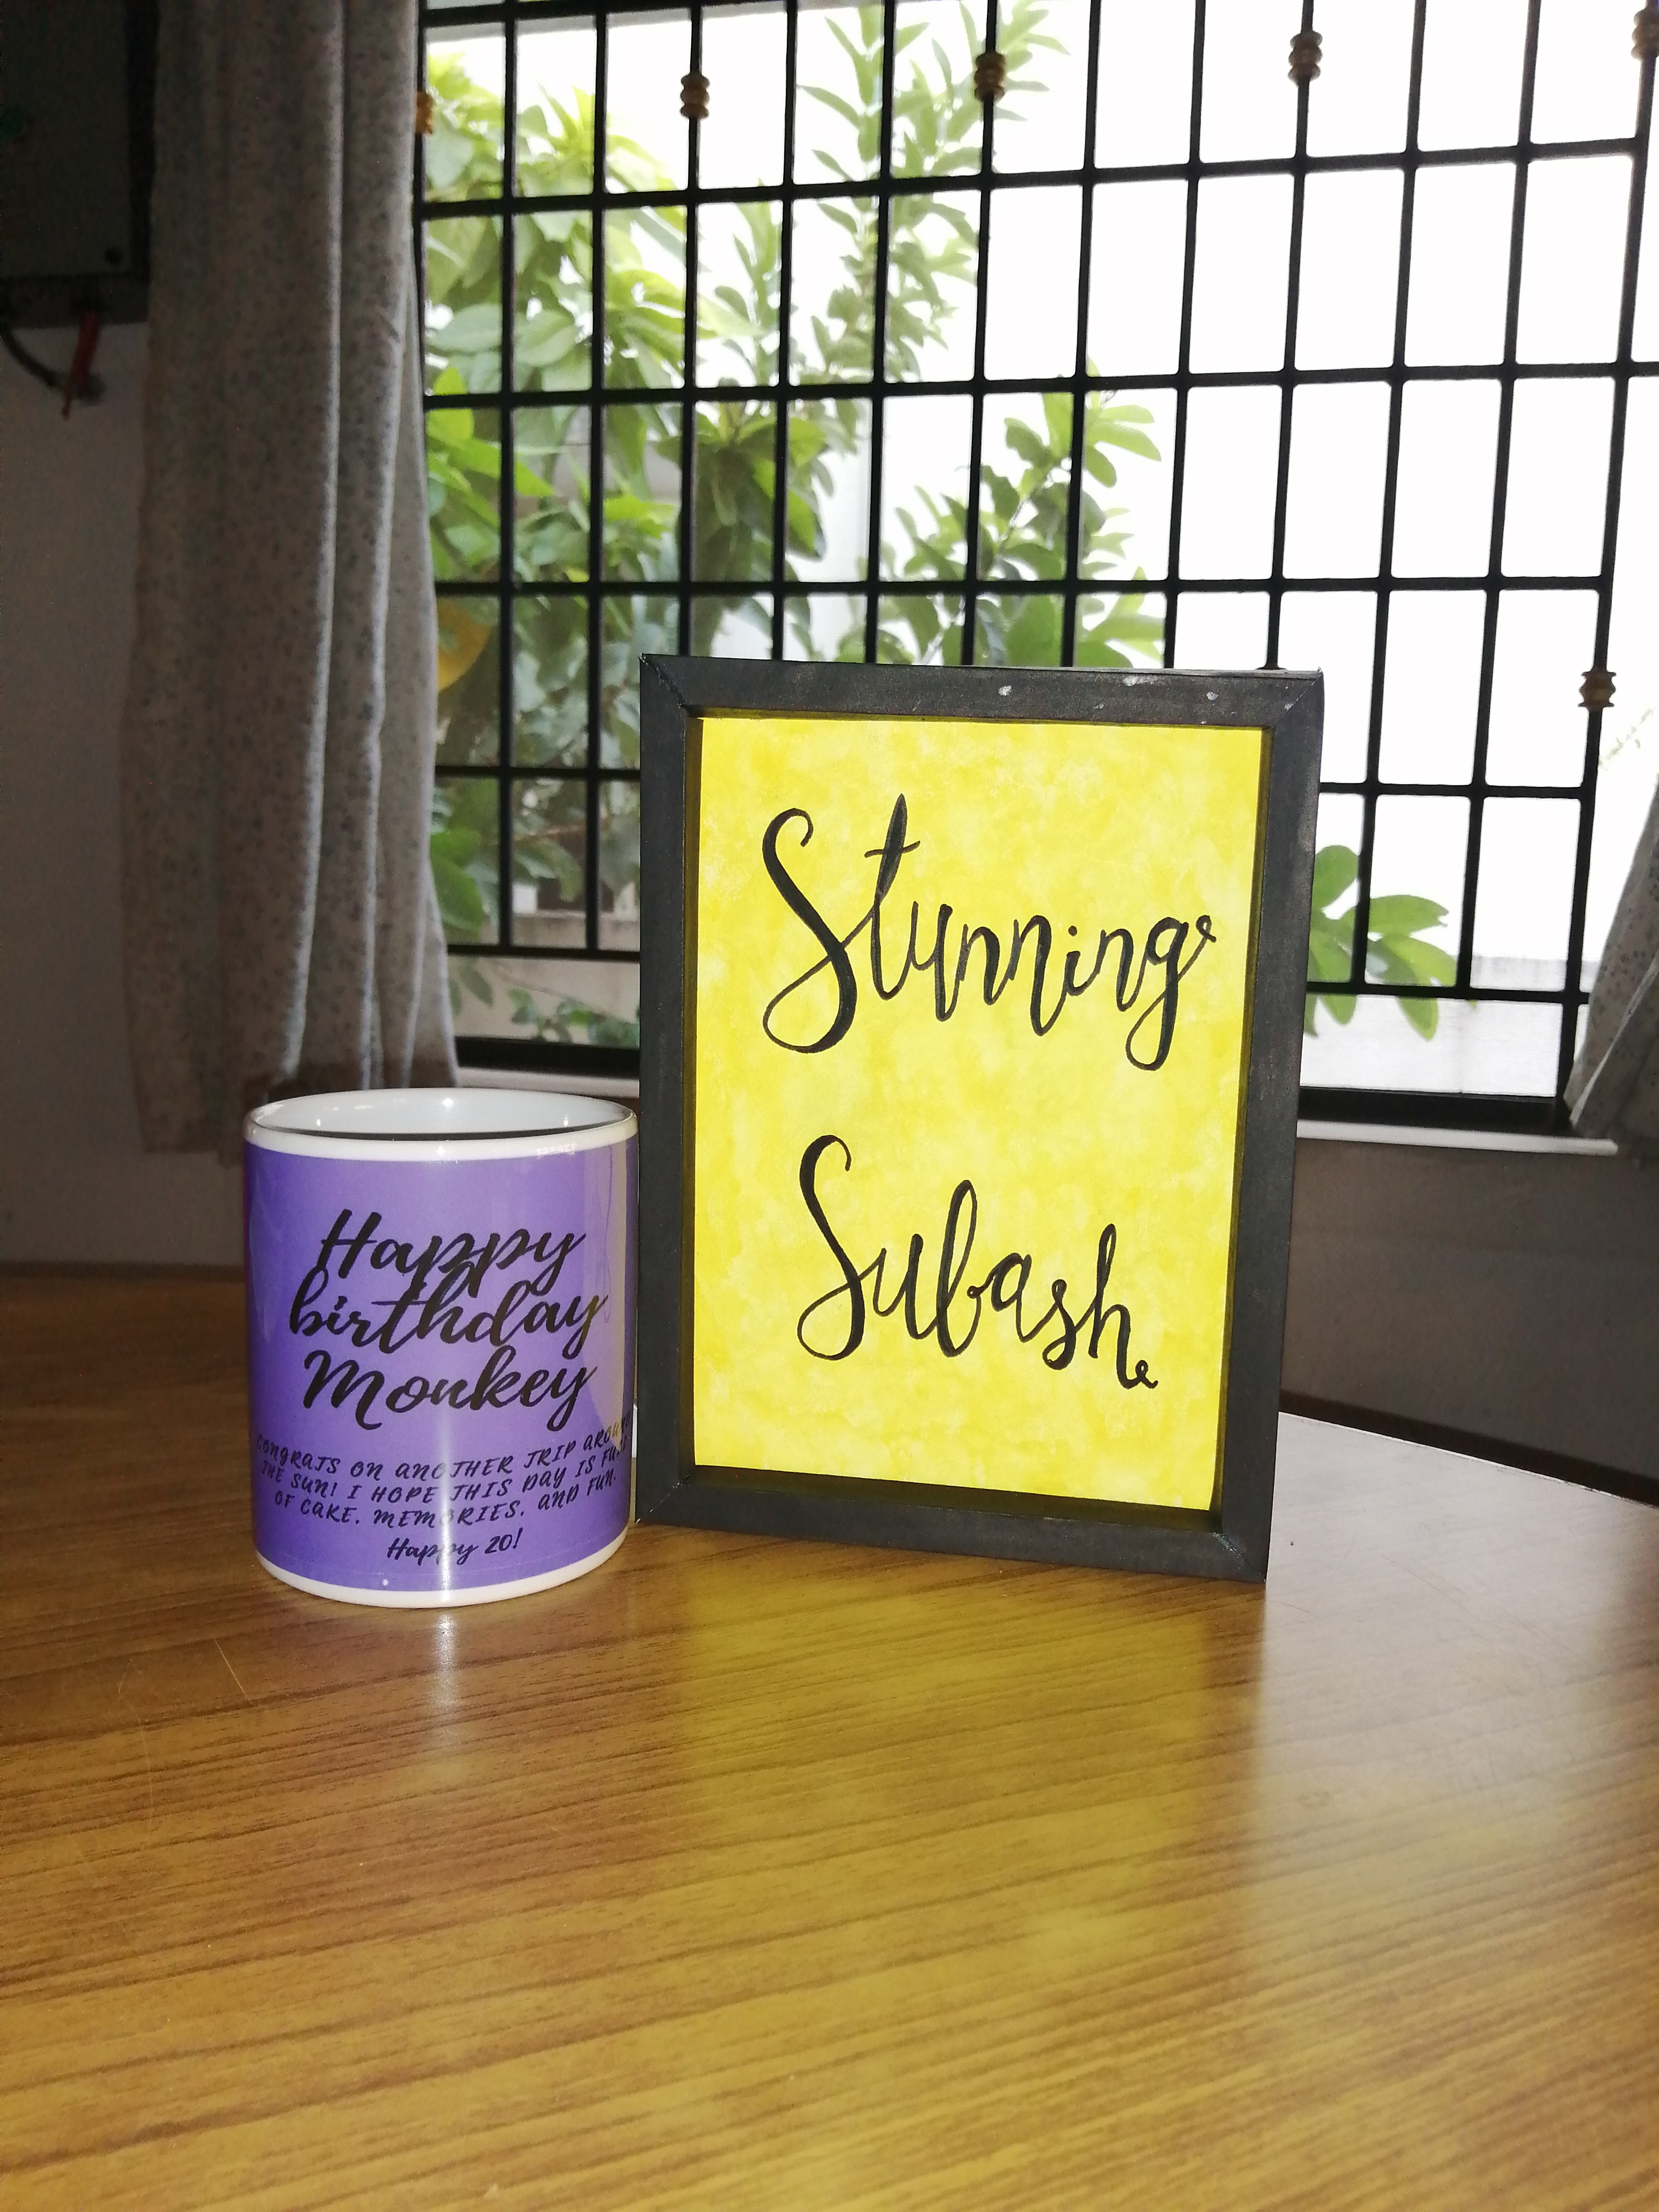 Happy
birthday
Monkey
CONGRATS ON ANOTHER TRIP AROUND
THE SUN! I HOPE THIS DAY IS FULL
OF CAKE, MEMORIES, AND FUN.
Happy 20!
Stunning
Subash